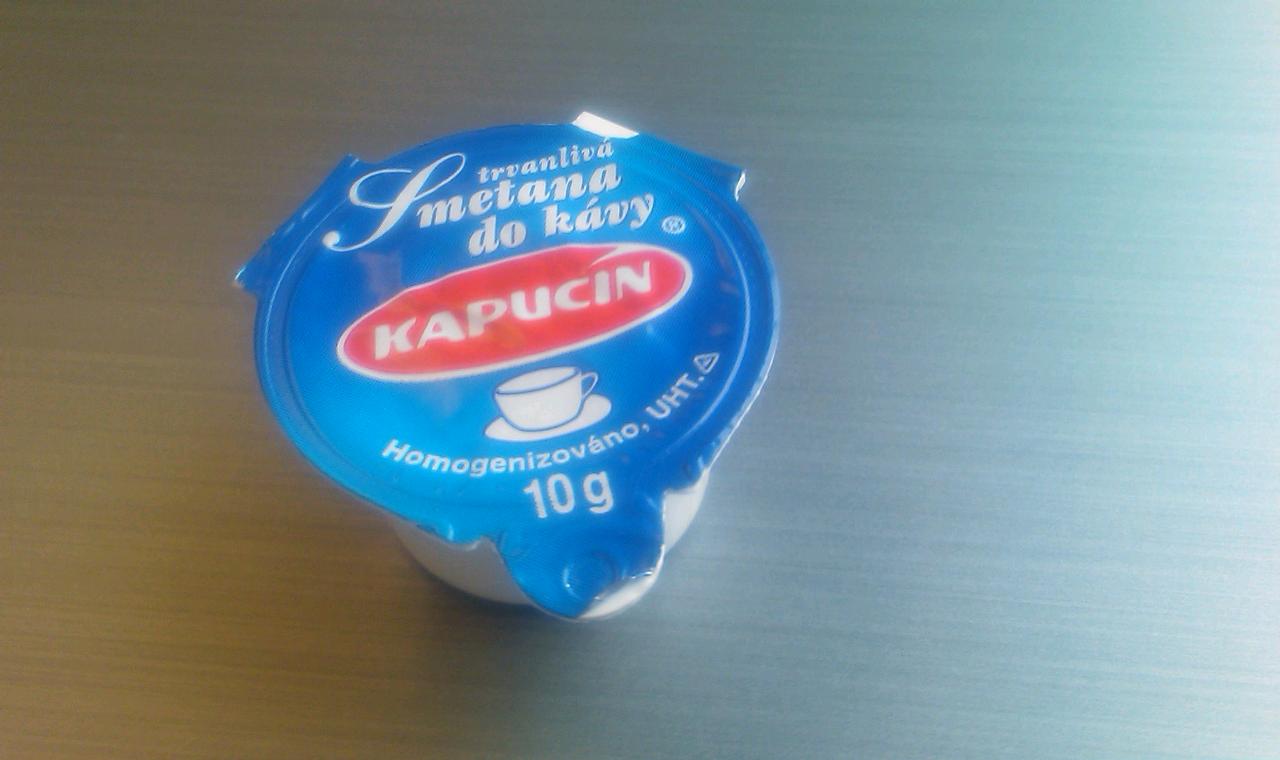 trvanlivá
Smetana
do kávy®
KAPUCÍN
Homogenizováno, UHT.
10 g